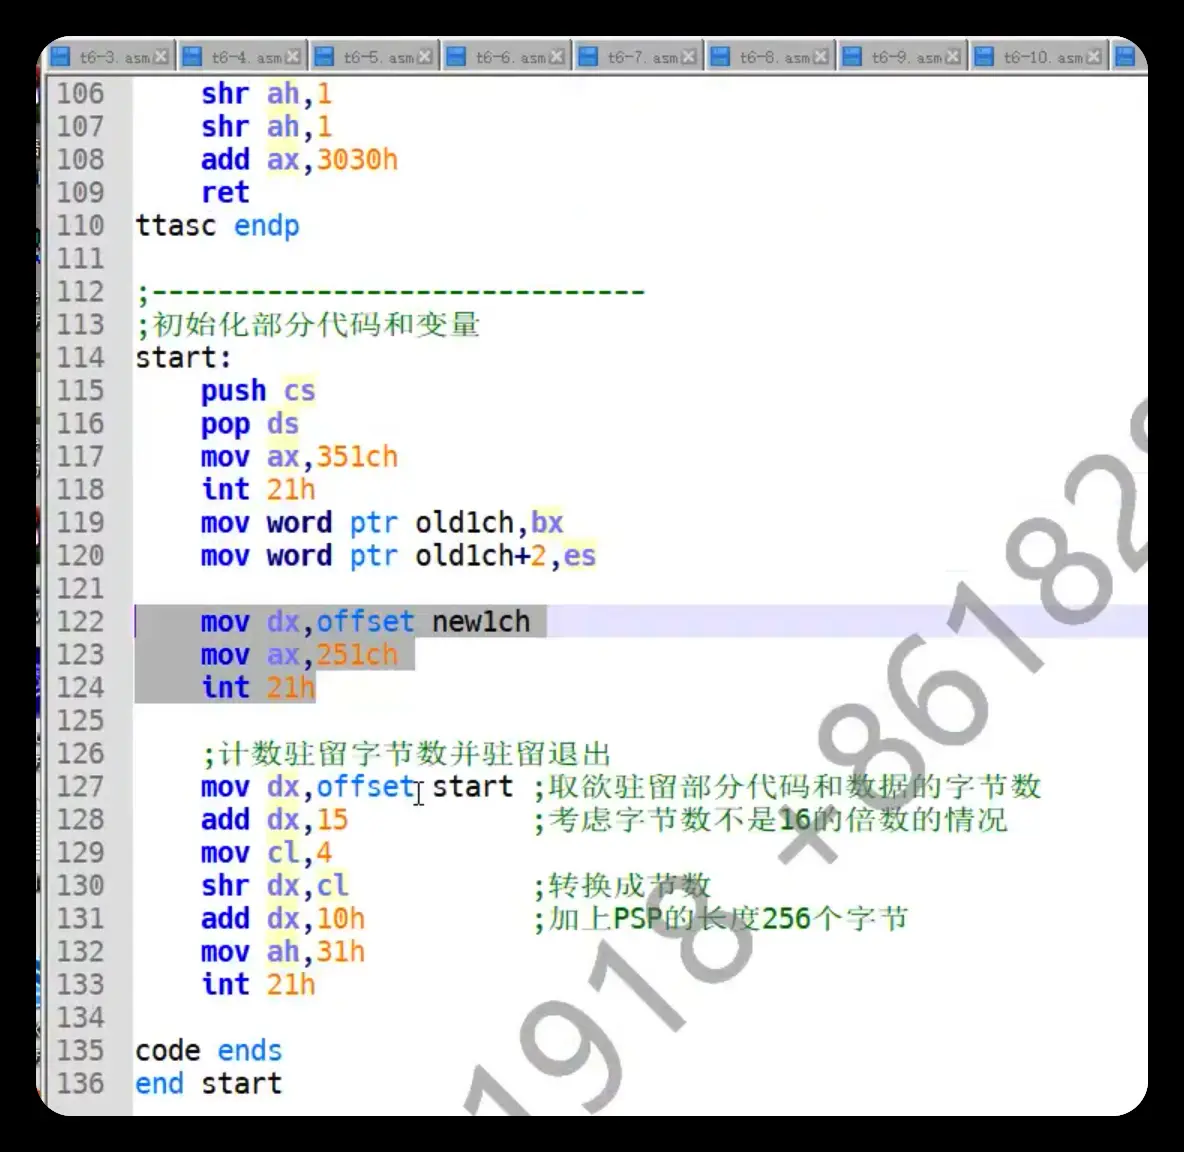 t6-3.asm t6-4.asm t6-5.asm t6-6.asm t6-7.asm t6-8.asm t6-9.asm t6-10.asm
106 shr ah,1
107 shr ah,1
108 add ax,3030h
109 ret
110 ttasc endp
111
112 ;------------------------------
113 ;初始化部分代码和变量
114 start:
115 push cs
116 pop ds
117 mov ax,351ch
118 int 21h
119 mov word ptr old1ch,bx
120 mov word ptr old1ch+2,es
121
122 mov dx,offset new1ch
123 mov ax,251ch
124 int 21h
125
126 ;计数驻留字节数并驻留退出
127 mov dx,offset start ;取欲驻留部分代码和数据的字节数
128 add dx,15 ;考虑字节数不是16的倍数的情况
129 mov cl,4
130 shr dx,cl ;转换成节数
131 add dx,10h ;加上PSP的长度256个字节
132 mov ah,31h
133 int 21h
134
135 code ends
136 end start
1918 +861182